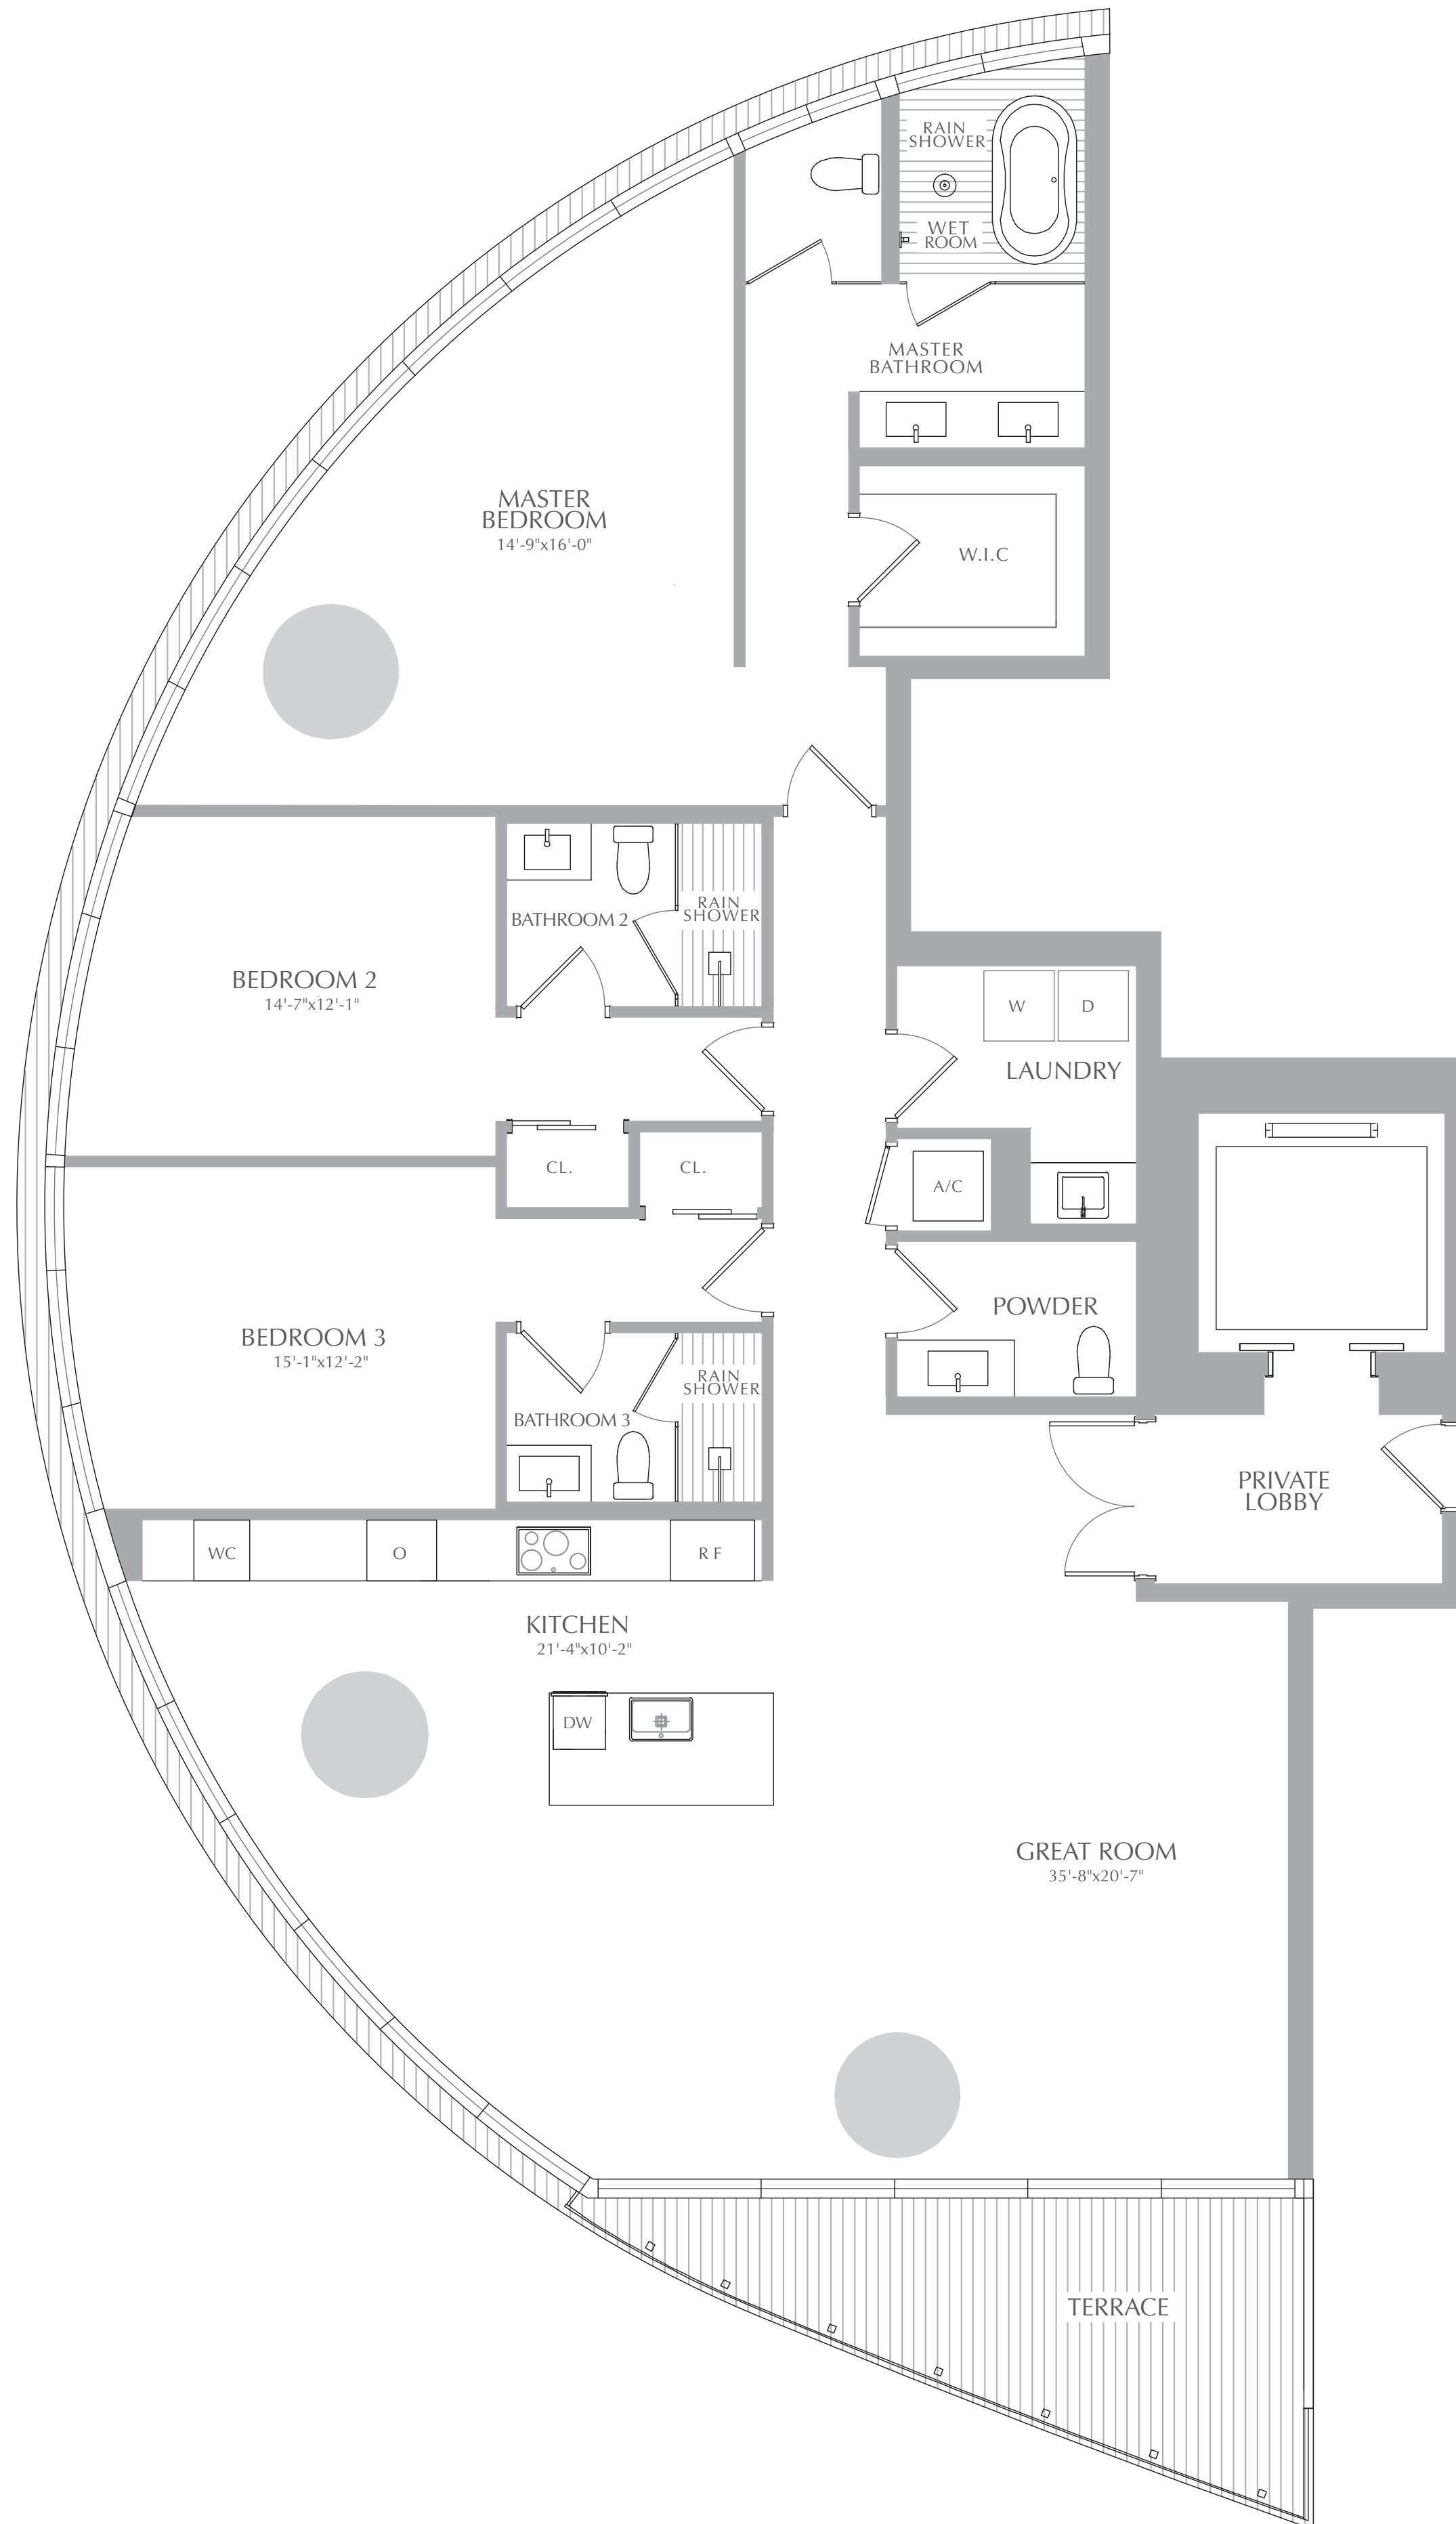 RAIN
SHOWER
WET
ROOM
MASTER
BATHROOM
MASTER
BEDROOM
14'-9"x16'-0"
W.I.C
BATHROOM 2
RAIN
SHOWER
BEDROOM 2
14'-7"x12'-1"
W
D
LAUNDRY
CL.
CL.
A/C
POWDER
BEDROOM 3
15'-1"x12'-2"
RAIN
SHOWER
BATHROOM 3
PRIVATE
LOBBY
WC
O
R F
KITCHEN
21'-4"x10'-2"
DW
GREAT ROOM
35'-8"x20'-7"
TERRACE